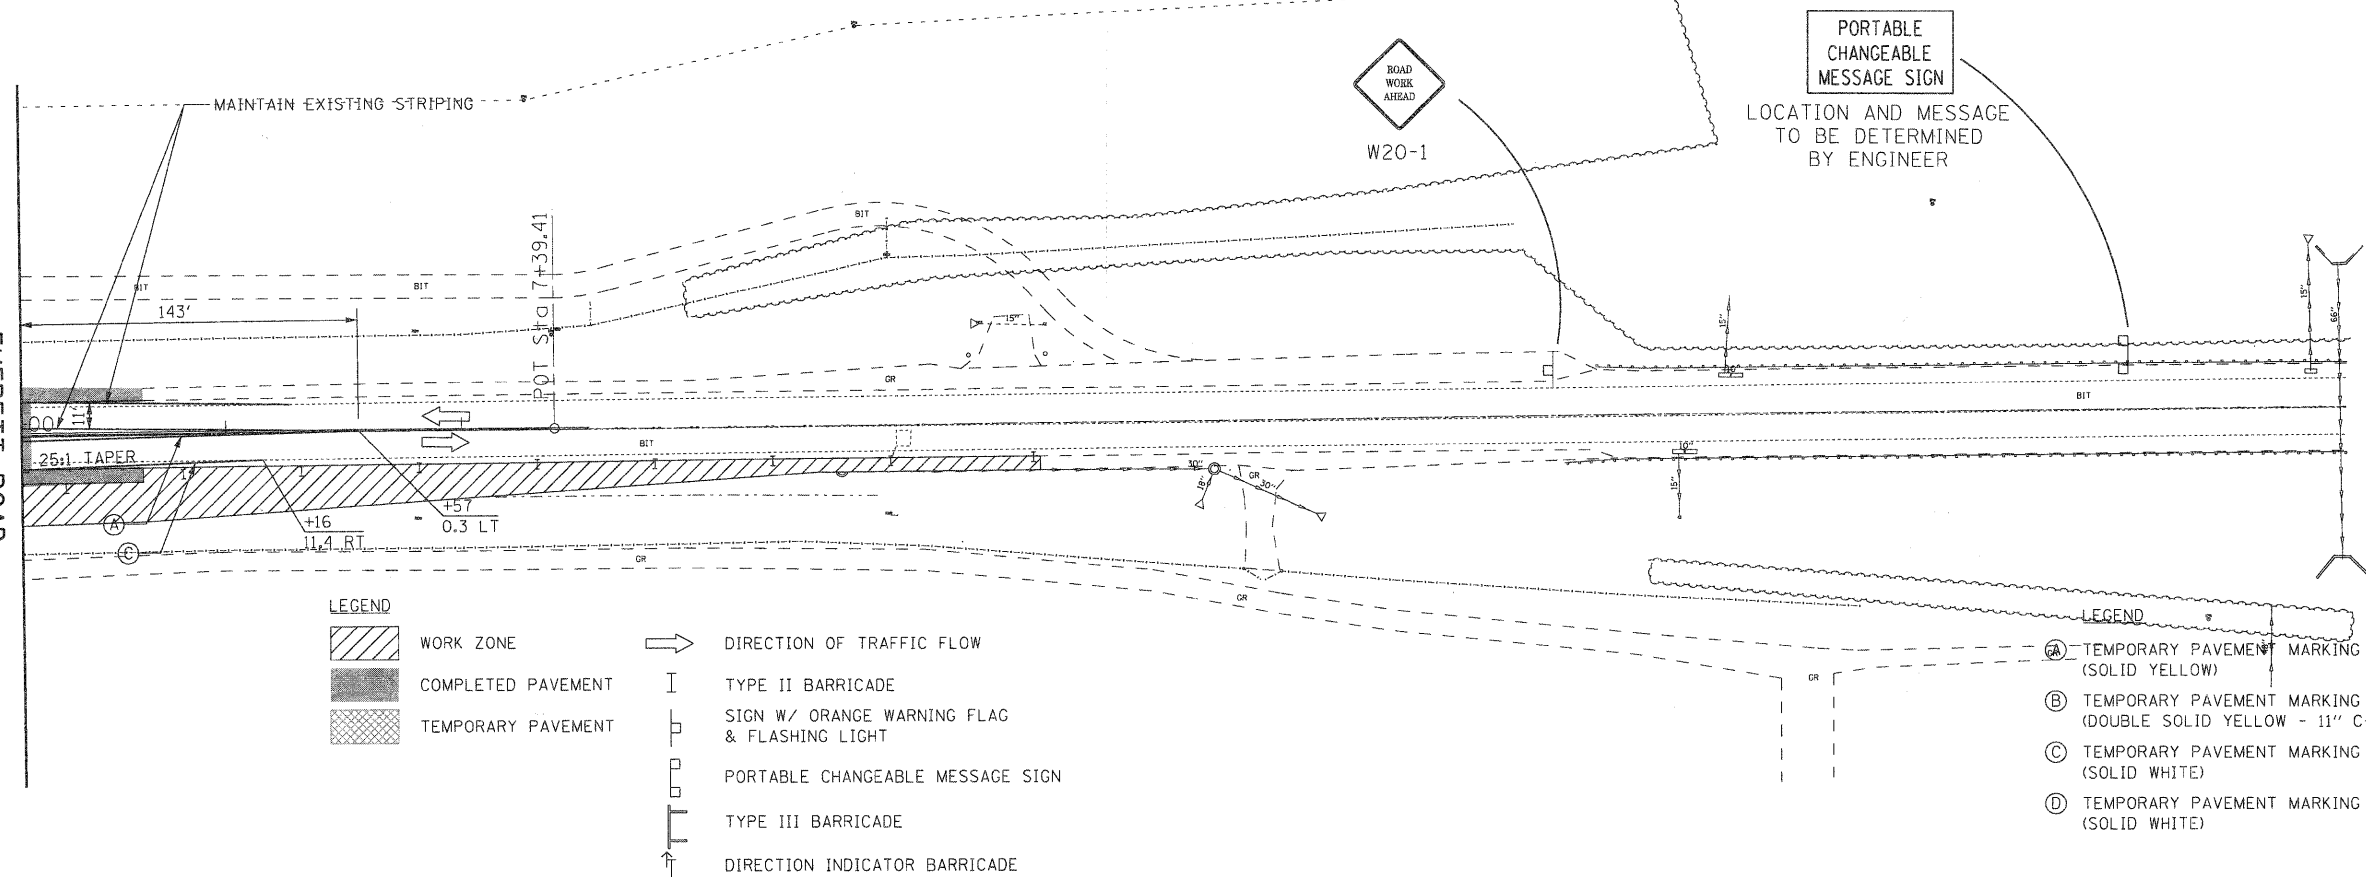 PORTABLE
CHANGEABLE
MESSAGE SIGN
LOCATION AND MESSAGE
TO BE DETERMINED
BY ENGINEER
ROAD
WORK
AHEAD
W20-1
MAINTAIN EXISTING STRIPING
POT Sta 7+39.41
BIT
BIT
BIT
143'
15"
15"
15"
66"
GR
BIT
11'
BIT
25:1 TAPER
10"
30"
18"
GR
30"
15"
A
C
+16
11.4 RT
+57
0.3 LT
GR
GR
GR
LEGEND
WORK ZONE
COMPLETED PAVEMENT
TEMPORARY PAVEMENT
DIRECTION OF TRAFFIC FLOW
TYPE II BARRICADE
SIGN W/ ORANGE WARNING FLAG
& FLASHING LIGHT
PORTABLE CHANGEABLE MESSAGE SIGN
TYPE III BARRICADE
DIRECTION INDICATOR BARRICADE
LEGEND
A TEMPORARY PAVEMENT MARKING
(SOLID YELLOW)
B TEMPORARY PAVEMENT MARKING
(DOUBLE SOLID YELLOW - 11" C-
C TEMPORARY PAVEMENT MARKING
(SOLID WHITE)
D TEMPORARY PAVEMENT MARKING
(SOLID WHITE)